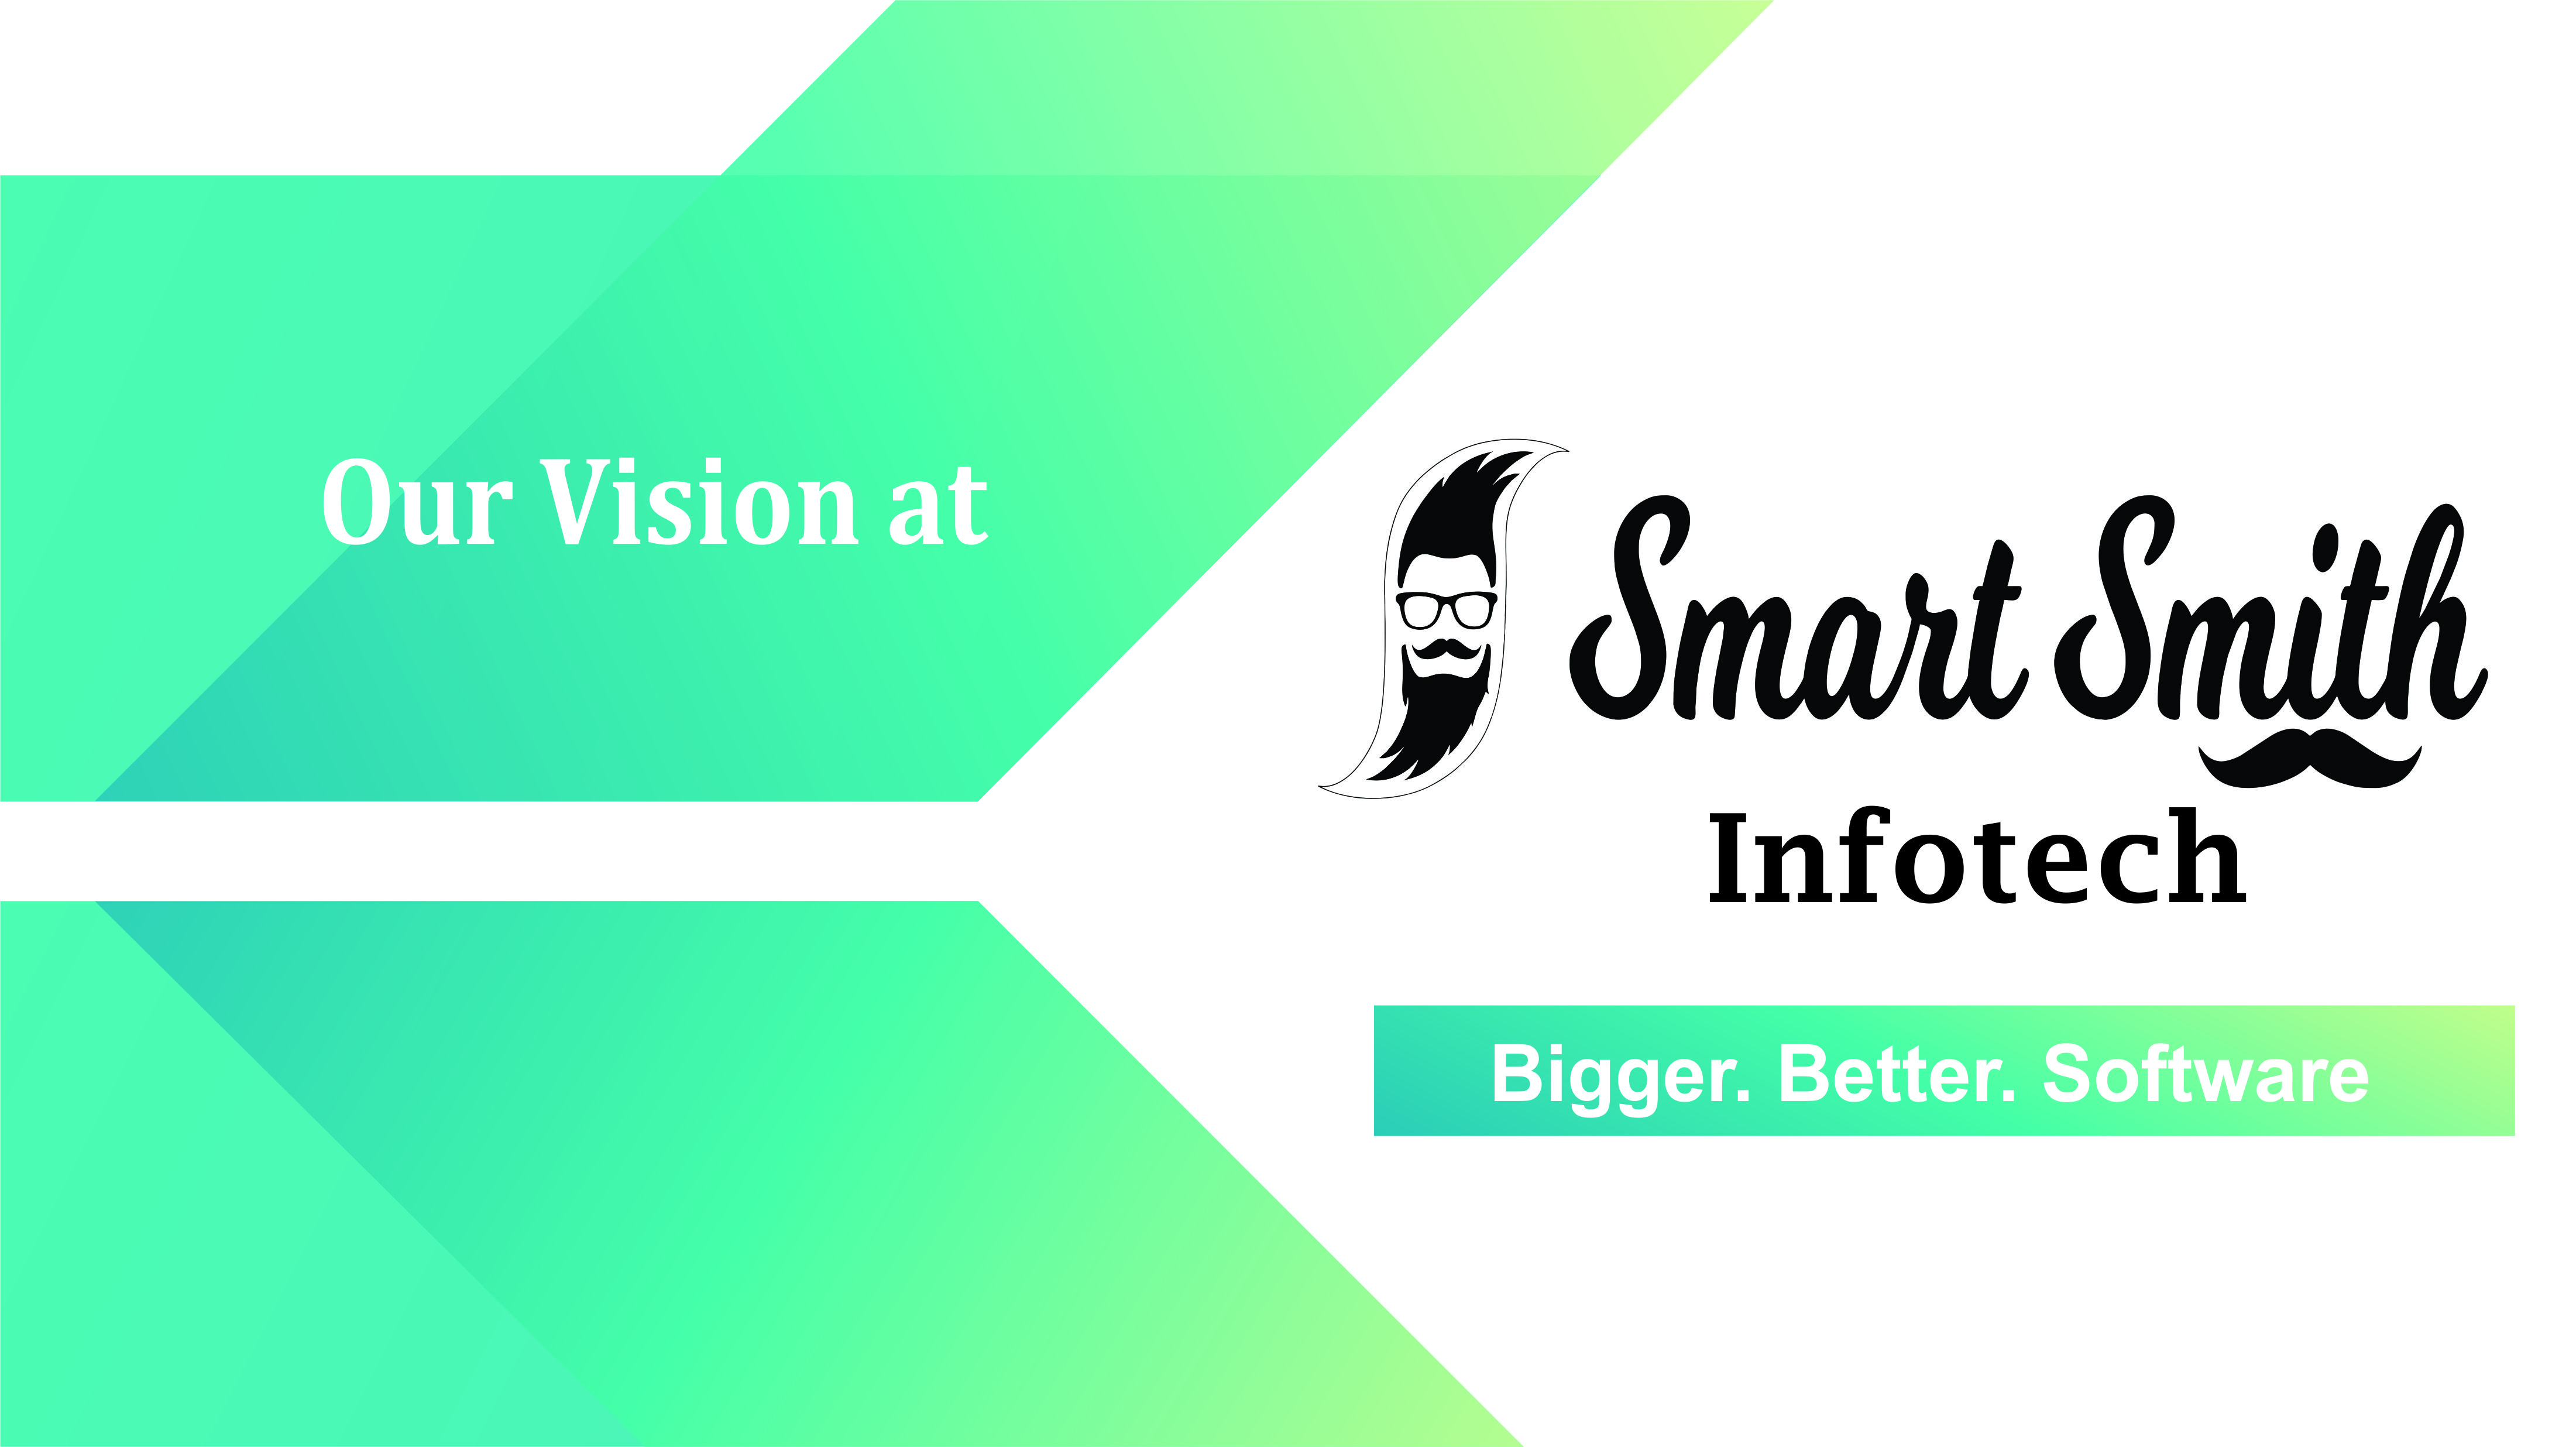 Our Vision at
Smart Smith
Infotech
Bigger. Better. Software